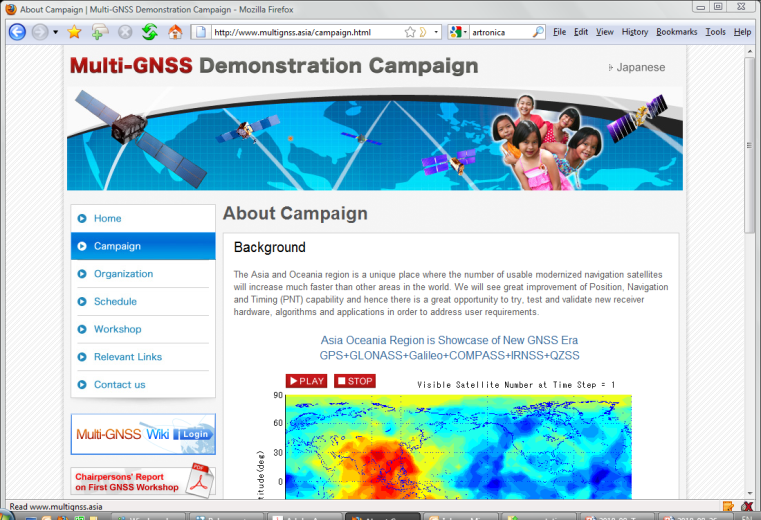 About Campaign | Multi-GNSS Demonstration Campaign - Mozilla Firefox
http://www.multignss.asia/campaign.html
artronica
File Edit View History Bookmarks Tools Help
Multi-GNSS Demonstration Campaign
Japanese
Home
Campaign
Organization
Schedule
Workshop
Relevant Links
Contact us
Multi-GNSS Wiki Login
Chairpersons' Report
on First GNSS Workshop
PDF
About Campaign
Background
The Asia and Oceania region is a unique place where the number of usable modernized navigation satellites
will increase much faster than other areas in the world. We will see great improvement of Position, Navigation
and Timing (PNT) capability and hence there is a great opportunity to try, test and validate new receiver
hardware, algorithms and applications in order to address user requirements.
Asia Oceania Region is Showcase of New GNSS Era
GPS+GLONASS+Galileo+COMPASS+IRNSS+QZSS
PLAY STOP
Visible Satellite Number at Time Step = 1
90
60
30
0
titude(deg)
Read www.multignss.asia